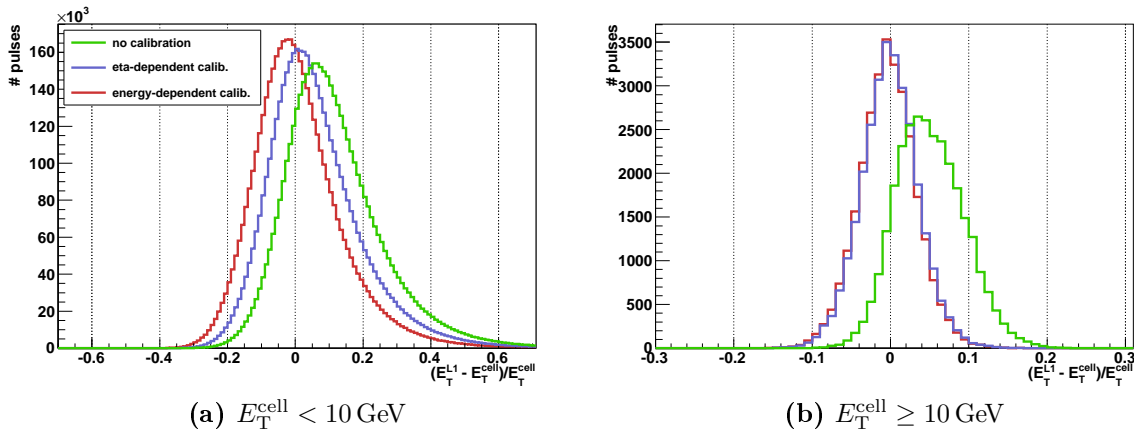 ×10³
# pulses
160
140
120
100
80
60
40
20
0
no calibration
eta-dependent calib.
energy-dependent calib.
-0.6 -0.4 -0.2 0 0.2 0.4 0.6
(E_T^L1 - E_T^cell)/E_T^cell
(a) E_T^cell < 10 GeV
# pulses
3500
3000
2500
2000
1500
1000
500
0
-0.3 -0.2 -0.1 0 0.1 0.2 0.3
(E_T^L1 - E_T^cell)/E_T^cell
(b) E_T^cell ≥ 10 GeV